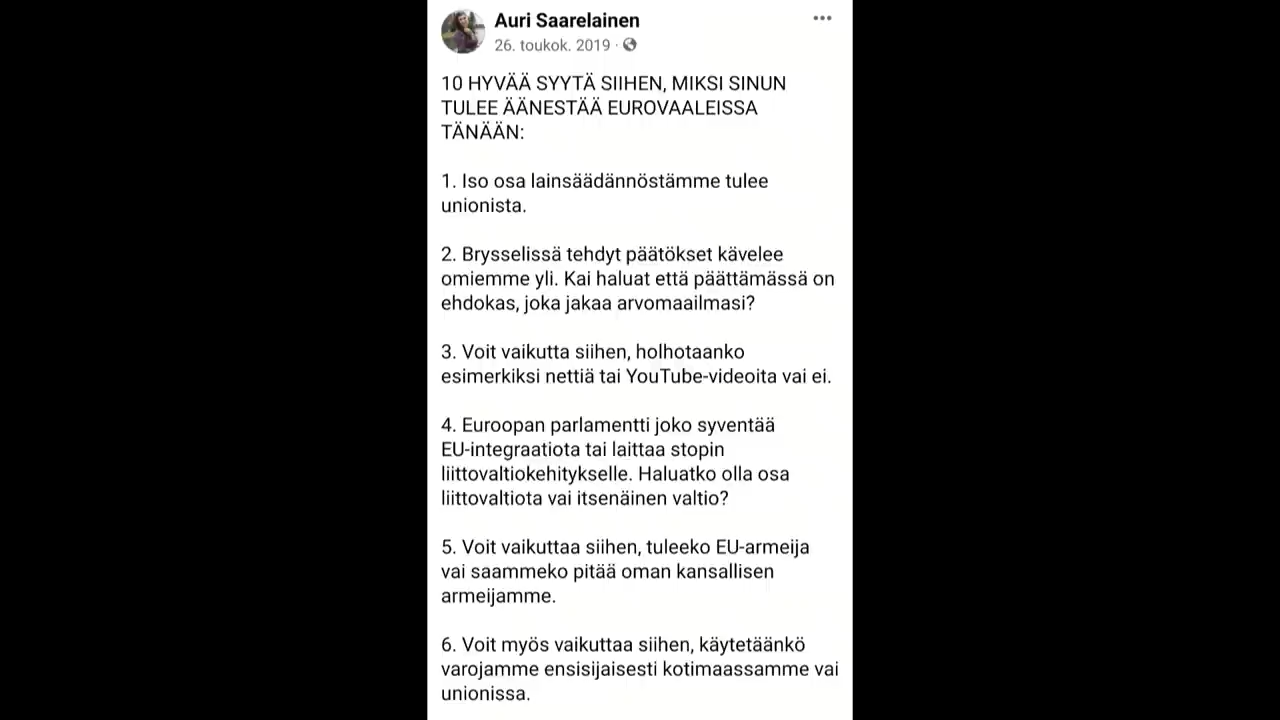 Auri Saarelainen
26. toukok. 2019 ·
10 HYVÄÄ SYYTÄ SIIHEN, MIKSI SINUN
TULEE ÄÄNESTÄÄ EUROVAALEISSA
TÄNÄÄN:
1. Iso osa lainsäädännöstämme tulee
unionista.
2. Brysselissä tehdyt päätökset kävelee
omiemme yli. Kai haluat että päättämässä on
ehdokas, joka jakaa arvomaailmasi?
3. Voit vaikutta siihen, holhotaanko
esimerkiksi nettiä tai YouTube-videoita vai ei.
4. Euroopan parlamentti joko syventää
EU-integraatiota tai laittaa stopin
liittovaltiokehitykselle. Haluatko olla osa
liittovaltiota vai itsenäinen valtio?
5. Voit vaikuttaa siihen, tuleeko EU-armeija
vai saammeko pitää oman kansallisen
armeijamme.
6. Voit myös vaikuttaa siihen, käytetäänkö
varojamme ensisijaisesti kotimaassamme vai
unionissa.